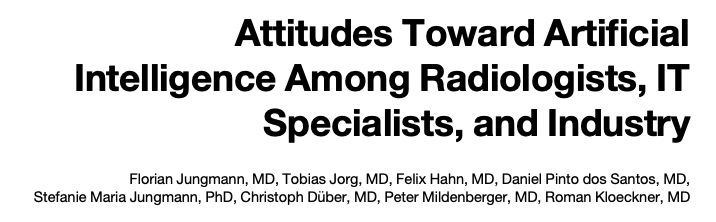 Attitudes Toward Artificial
Intelligence Among Radiologists, IT
Specialists, and Industry
Florian Jungmann, MD, Tobias Jorg, MD, Felix Hahn, MD, Daniel Pinto dos Santos, MD,
Stefanie Maria Jungmann, PhD, Christoph Düber, MD, Peter Mildenberger, MD, Roman Kloeckner, MD